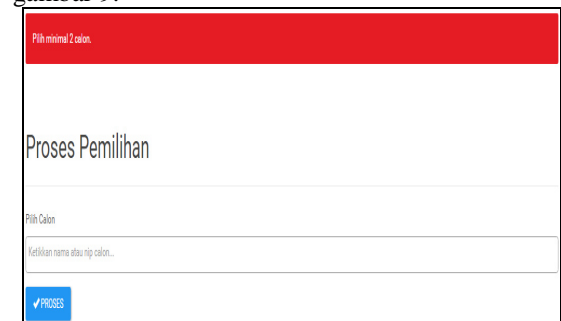 gambar 9.
Pilih minimal 2 calon.
Proses Pemilihan
Pilih Calon
Ketikkan nama atau nip calon...
✔ PROSES